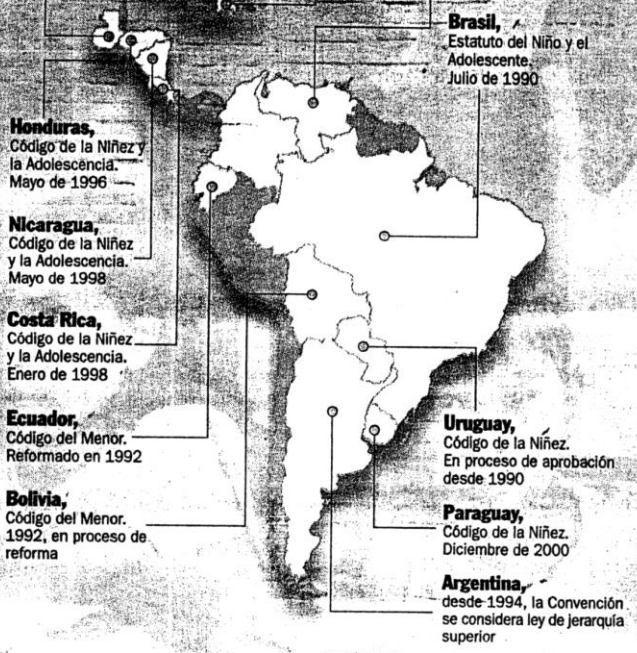 Brasil,
Estatuto del Niño y el
Adolescente.
Julio de 1990
Honduras,
Código de la Niñez y
la Adolescencia.
Mayo de 1996
Nicaragua,
Código de la Niñez
y la Adolescencia.
Mayo de 1998
Costa Rica,
Código de la Niñez
y la Adolescencia.
Enero de 1998
Ecuador,
Código del Menor.
Reformado en 1992
Bolivia,
Código del Menor.
1992, en proceso de
reforma
Uruguay,
Código de la Niñez.
En proceso de aprobación
desde 1990
Paraguay,
Código de la Niñez.
Diciembre de 2000
Argentina,
desde 1994, la Convención
se considera ley de jerarquía
superior